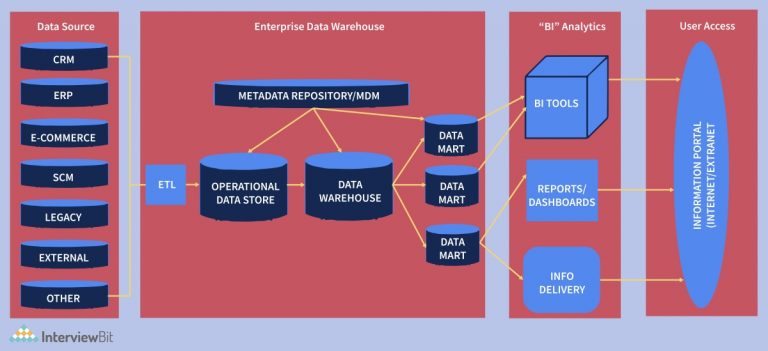 Data Source
CRM
ERP
E-COMMERCE
SCM
LEGACY
EXTERNAL
OTHER
Enterprise Data Warehouse
METADATA REPOSITORY/MDM
ETL
OPERATIONAL
DATA STORE
DATA
WAREHOUSE
DATA
MART
DATA
MART
DATA
MART
“BI” Analytics
BI TOOLS
REPORTS/
DASHBOARDS
INFO
DELIVERY
User Access
INFORMATION PORTAL
(INTERNET/EXTRANET
InterviewBit